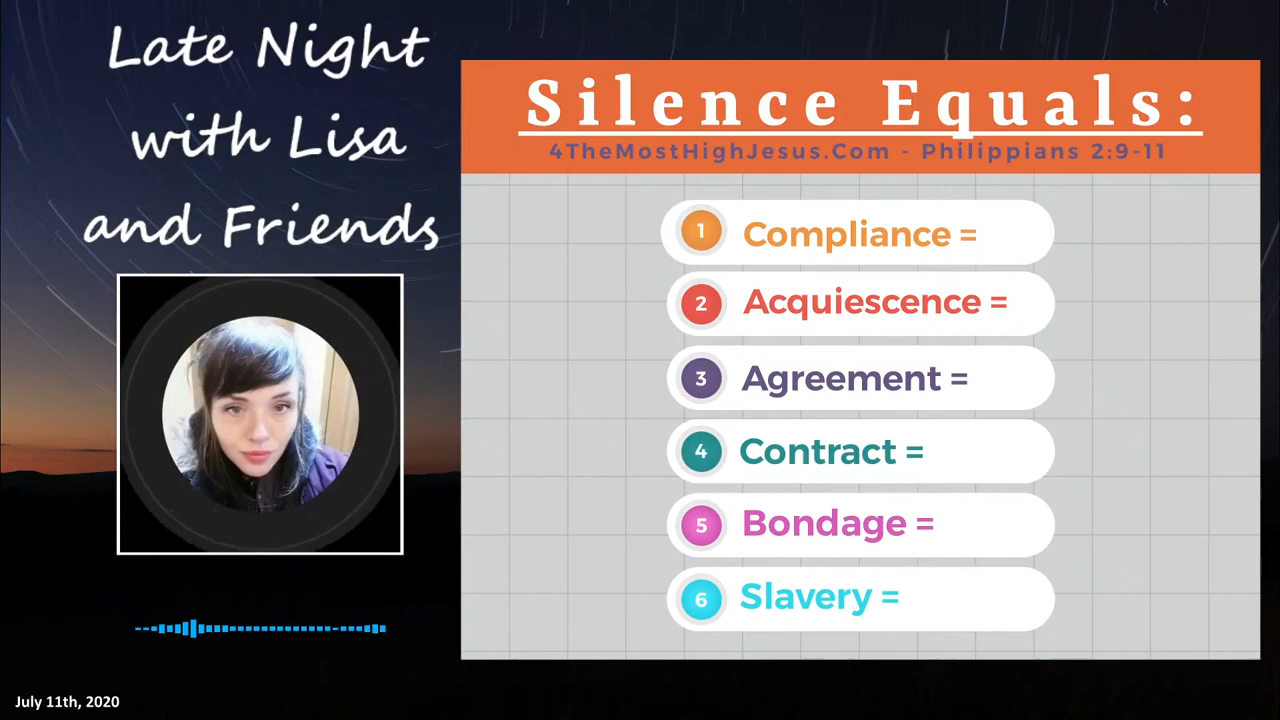 Late Night
with Lisa
and Friends
Silence Equals:
4TheMostHighJesus.Com - Philippians 2:9-11
1 Compliance =
2 Acquiescence =
3 Agreement =
4 Contract =
5 Bondage =
6 Slavery =
July 11th, 2020